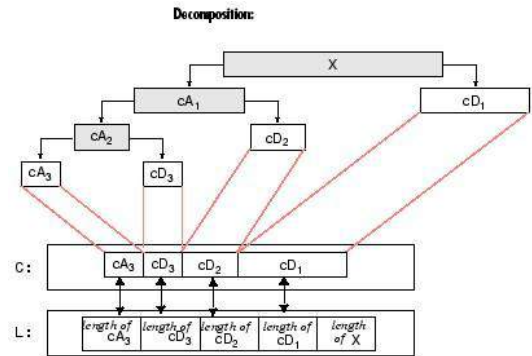 Decomposition:
X
cA1 cD1
cA2 cD2
cA3 cD3
C: cA3 cD3 cD2 cD1
L: length of cA3 length of cD3 length of cD2 length of cD1 length of X